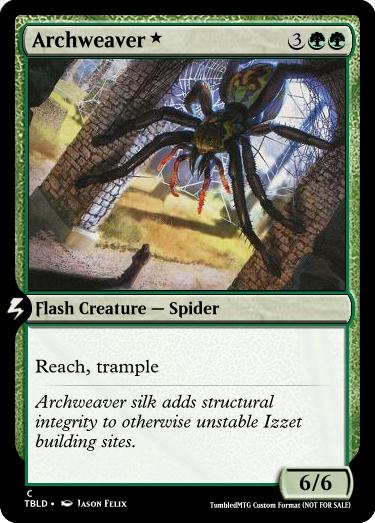 Archweaver★ 3
Flash Creature — Spider
Reach, trample
Archweaver silk adds structural
integrity to otherwise unstable Izzet
building sites.
6/6
C
TBLD • Jason Felix
TumbledMTG Custom Format (NOT FOR SALE)